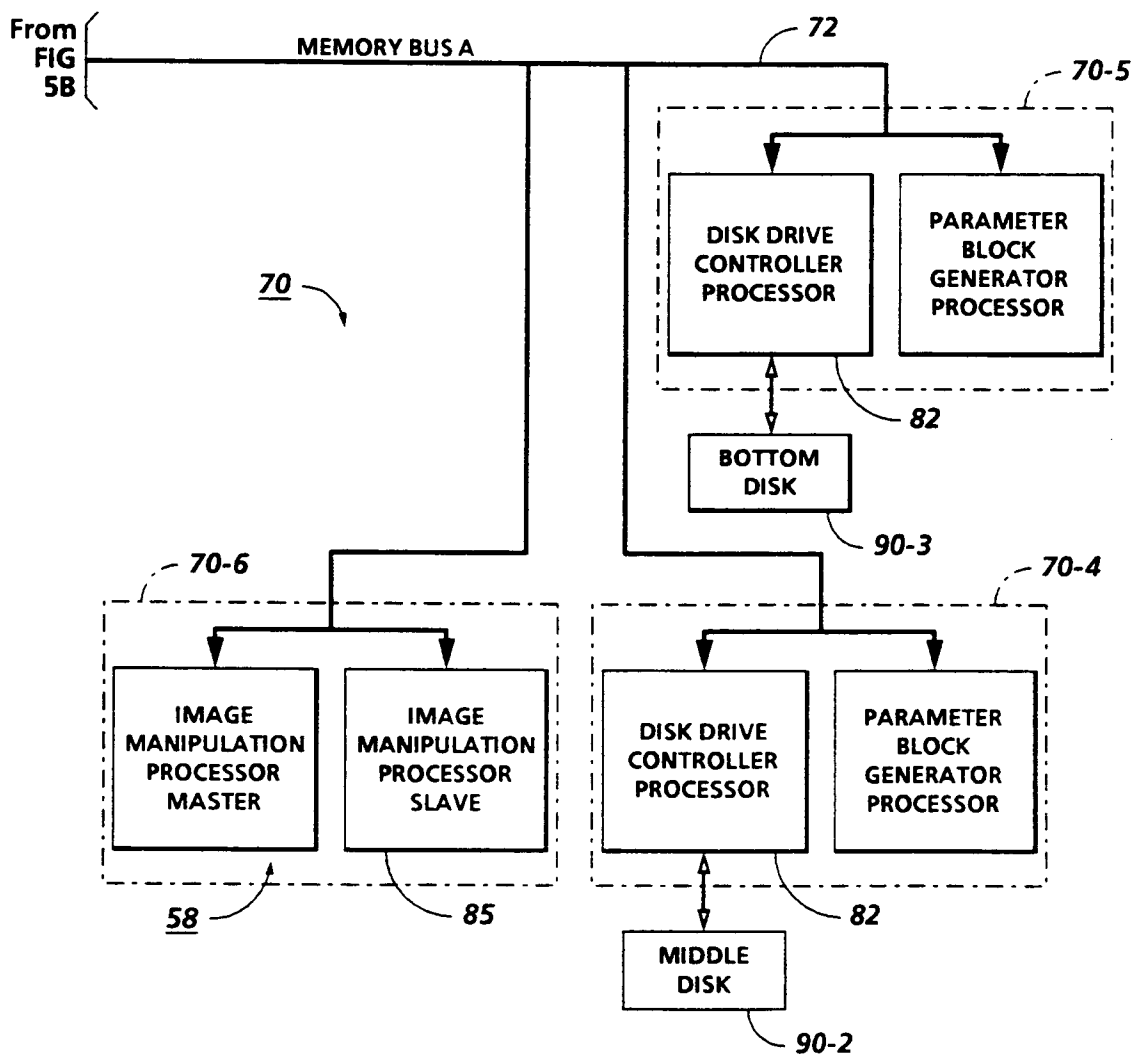 From
FIG
5B
MEMORY BUS A
72
70-5
DISK DRIVE
CONTROLLER
PROCESSOR
PARAMETER
BLOCK
GENERATOR
PROCESSOR
70
82
BOTTOM
DISK
90-3
70-6
70-4
IMAGE
MANIPULATION
PROCESSOR
MASTER
IMAGE
MANIPULATION
PROCESSOR
SLAVE
DISK DRIVE
CONTROLLER
PROCESSOR
PARAMETER
BLOCK
GENERATOR
PROCESSOR
58
85
82
MIDDLE
DISK
90-2